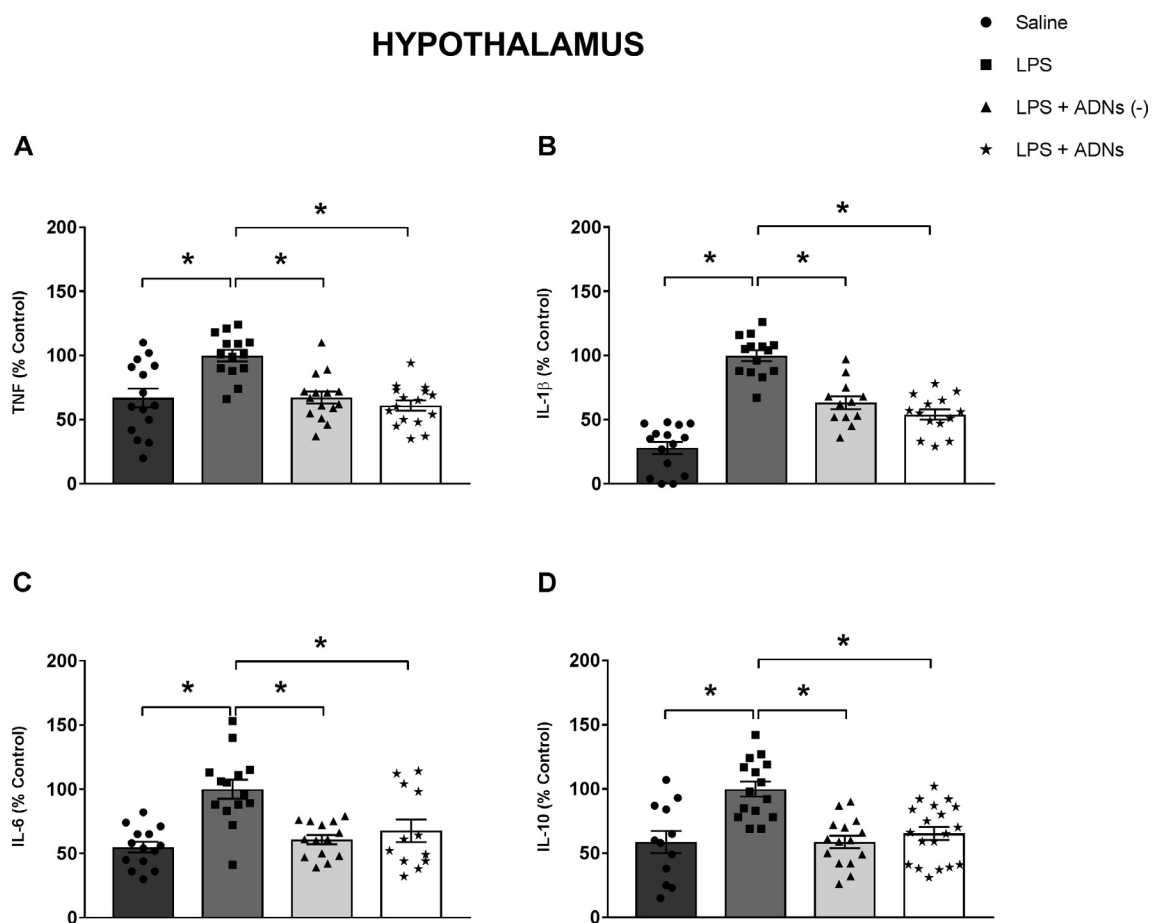 HYPOTHALAMUS
Saline
LPS
LPS + ADNs (-)
LPS + ADNs
A
TNF (% Control)
200
150
100
50
0
*
*
*
B
IL-1β (% Control)
200
150
100
50
0
*
*
*
C
IL-6 (% Control)
200
150
100
50
0
*
*
*
D
IL-10 (% Control)
200
150
100
50
0
*
*
*